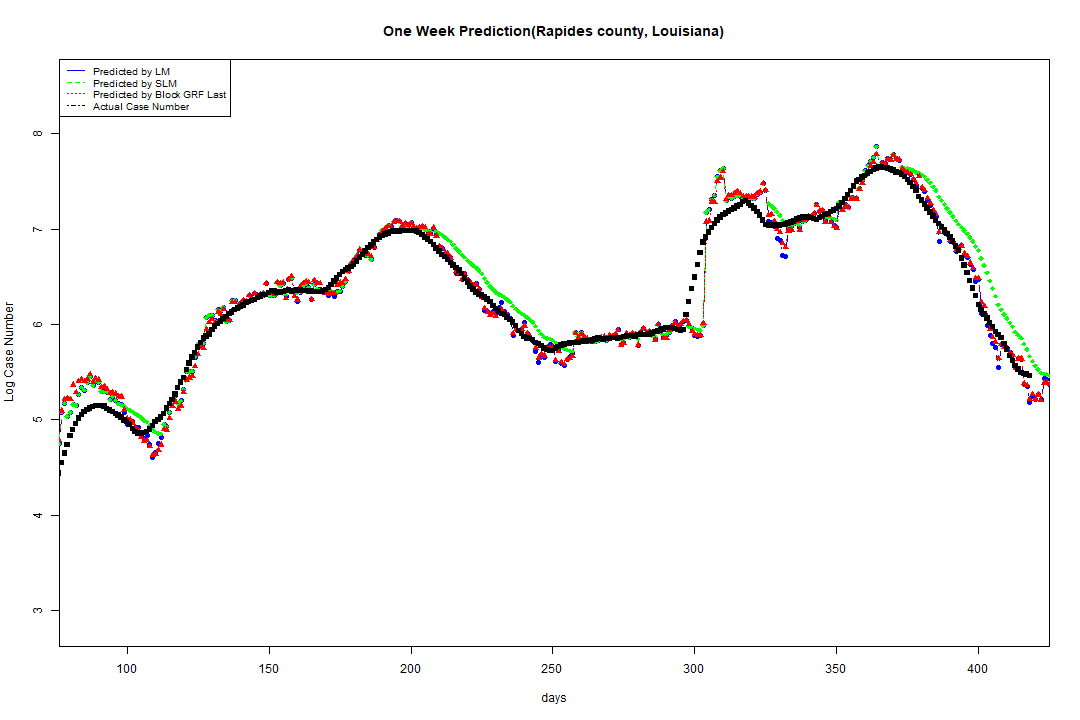 One Week Prediction(Rapides county, Louisiana)
Predicted by LM
Predicted by SLM
Predicted by Block GRF Last
Actual Case Number
Log Case Number
8
7
6
5
4
3
100 150 200 250 300 350 400
days